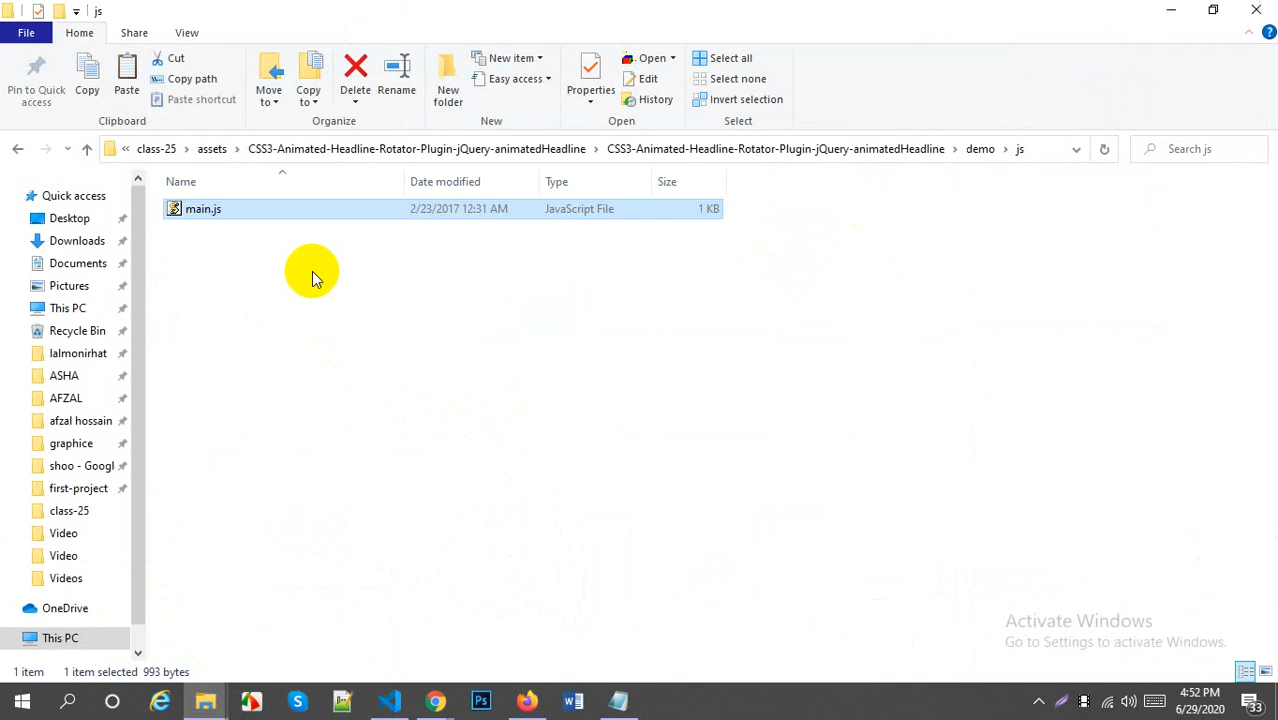 js
File Home Share View
Pin to Quick access
Copy
Paste
Cut
Copy path
Paste shortcut
Clipboard
Move to
Copy to
Delete
Rename
Organize
New folder
New item
Easy access
New
Properties
Open
Edit
History
Open
Select all
Select none
Invert selection
Select
« class-25 > assets > CSS3-Animated-Headline-Rotator-Plugin-jQuery-animatedHeadline > CSS3-Animated-Headline-Rotator-Plugin-jQuery-animatedHeadline > demo > js
Search js
Name Date modified Type Size
main.js 2/23/2017 12:31 AM JavaScript File 1 KB
Quick access
Desktop
Downloads
Documents
Pictures
This PC
Recycle Bin
lalmonirhat
ASHA
AFZAL
afzal hossain
graphice
shoo - Googl
first-project
class-25
Video
Video
Videos
OneDrive
This PC
Activate Windows
Go to Settings to activate Windows.
1 item 1 item selected 993 bytes
Ps
4:52 PM
6/29/2020
33